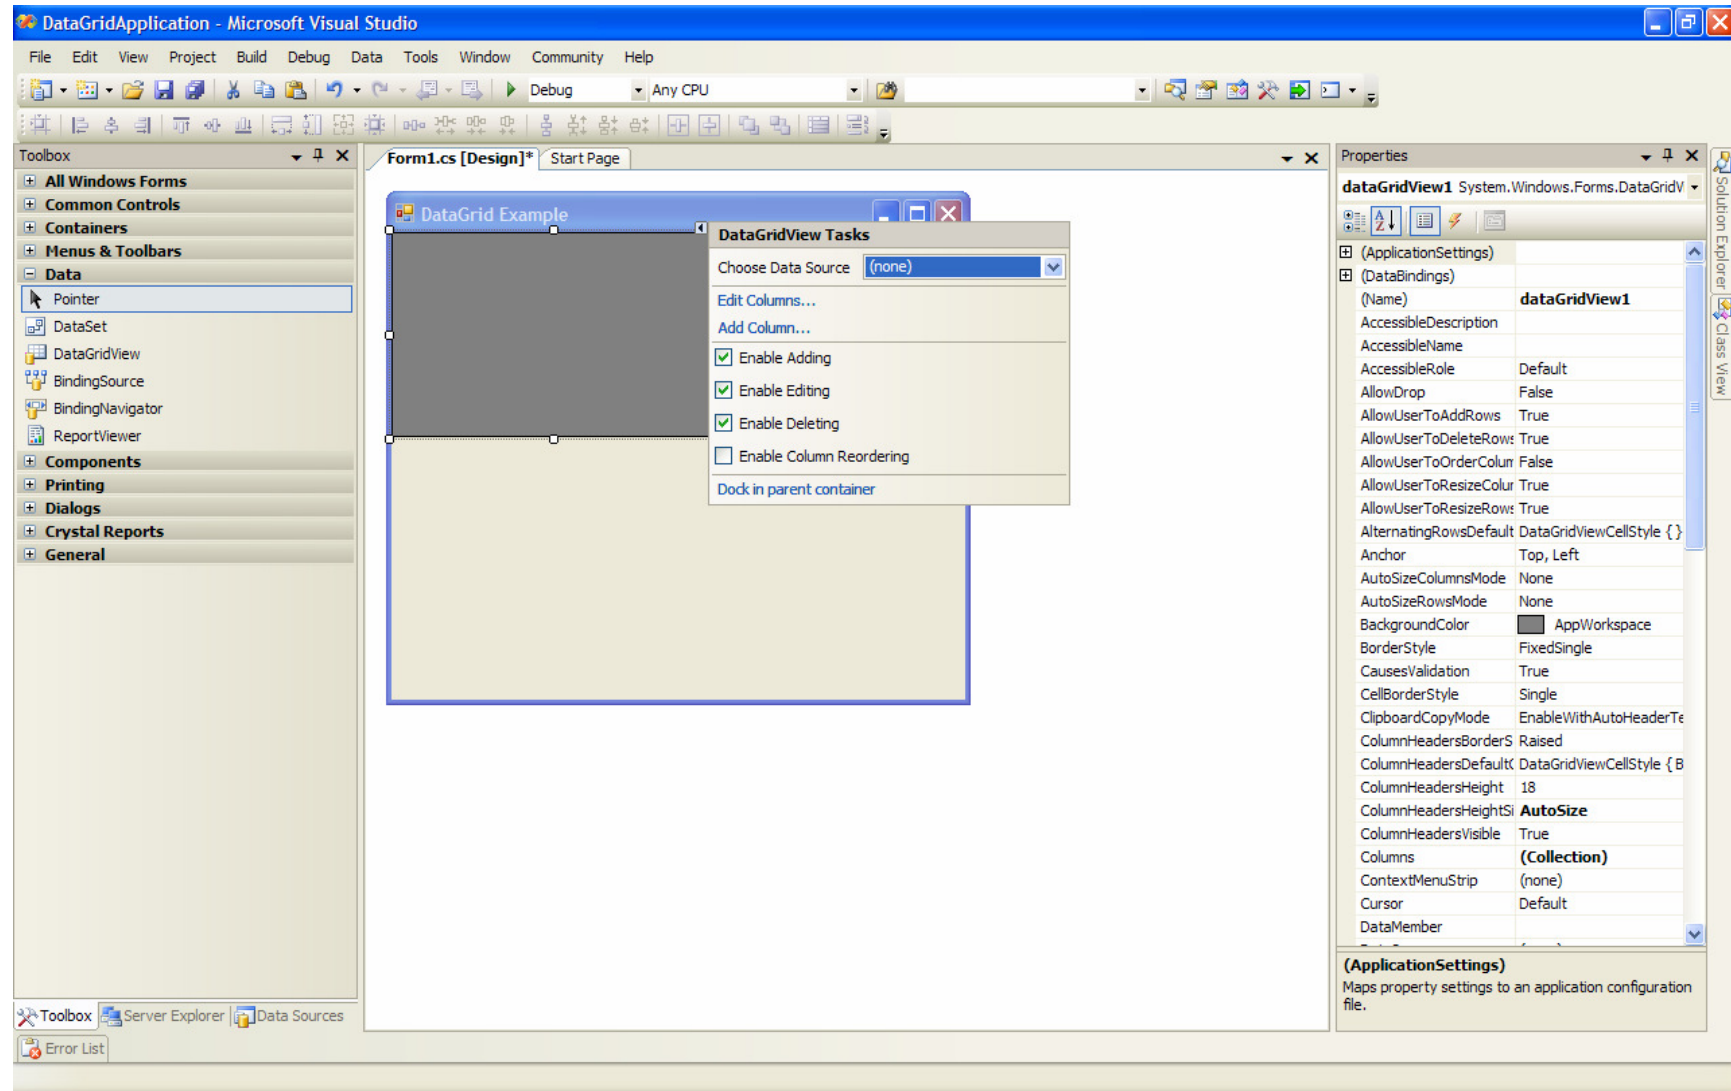 DataGridApplication - Microsoft Visual Studio
File Edit View Project Build Debug Data Tools Window Community Help
Debug Any CPU
Toolbox
All Windows Forms
Common Controls
Containers
Menus & Toolbars
Data
Pointer
DataSet
DataGridView
BindingSource
BindingNavigator
ReportViewer
Components
Printing
Dialogs
Crystal Reports
General
Toolbox Server Explorer Data Sources
Error List
Form1.cs [Design]* Start Page
DataGrid Example
DataGridView Tasks
Choose Data Source (none)
Edit Columns...
Add Column...
Enable Adding
Enable Editing
Enable Deleting
Enable Column Reordering
Dock in parent container
Properties
dataGridView1 System.Windows.Forms.DataGridV
(ApplicationSettings)
(DataBindings)
(Name) dataGridView1
AccessibleDescription
AccessibleName
AccessibleRole Default
AllowDrop False
AllowUserToAddRows True
AllowUserToDeleteRows True
AllowUserToOrderColum False
AllowUserToResizeColur True
AllowUserToResizeRows True
AlternatingRowsDefault DataGridViewCellStyle { }
Anchor Top, Left
AutoSizeColumnsMode None
AutoSizeRowsMode None
BackgroundColor AppWorkspace
BorderStyle FixedSingle
CausesValidation True
CellBorderStyle Single
ClipboardCopyMode EnableWithAutoHeaderTe
ColumnHeadersBorderS Raised
ColumnHeadersDefaultC DataGridViewCellStyle { B
ColumnHeadersHeight 18
ColumnHeadersHeightSi AutoSize
ColumnHeadersVisible True
Columns (Collection)
ContextMenuStrip (none)
Cursor Default
DataMember
(ApplicationSettings)
Maps property settings to an application configuration
file.
Solution Explorer
Class View